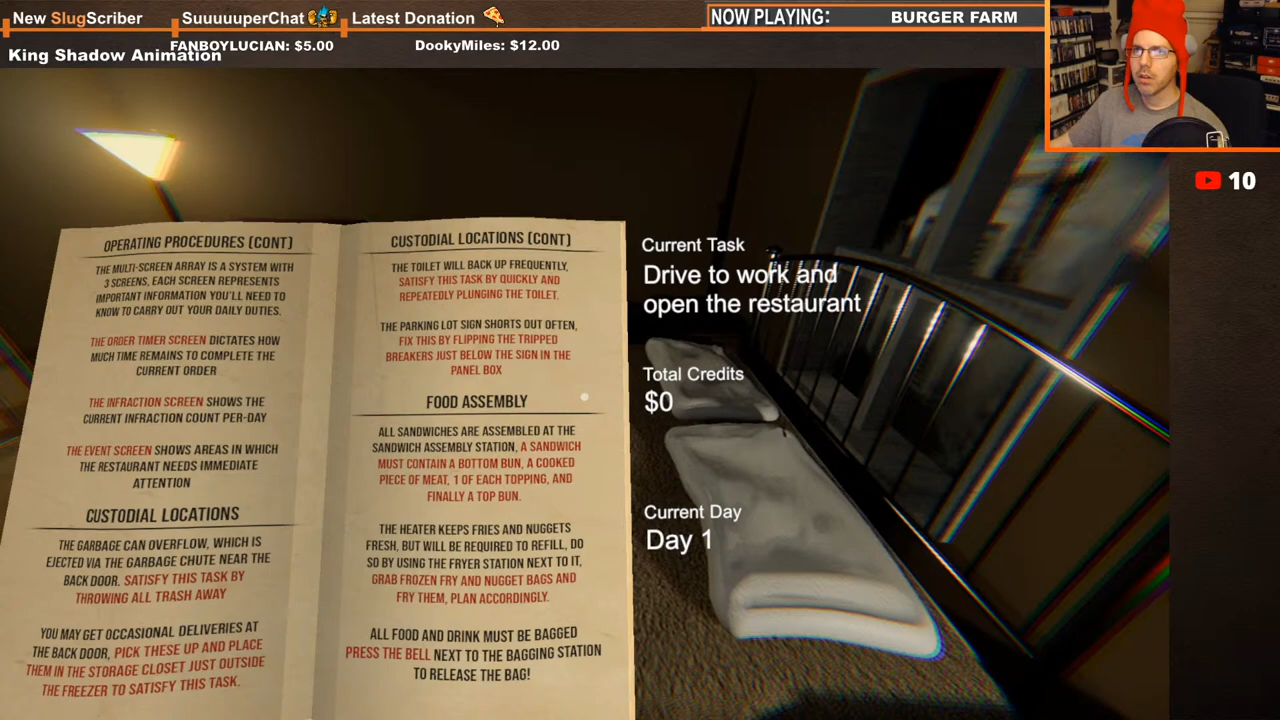 New SlugScriber
SuuuuuperChat
Latest Donation
NOW PLAYING:
BURGER FARM
FANBOYLUCIAN: $5.00
DookyMiles: $12.00
King Shadow Animation
10
OPERATING PROCEDURES (CONT)
THE MULTI-SCREEN ARRAY IS A SYSTEM WITH
3 SCREENS, EACH SCREEN REPRESENTS
IMPORTANT INFORMATION YOU'LL NEED TO
KNOW TO CARRY OUT YOUR DAILY DUTIES.
THE ORDER TIMER SCREEN DICTATES HOW
MUCH TIME REMAINS TO COMPLETE THE
CURRENT ORDER
THE INFRACTION SCREEN SHOWS THE
CURRENT INFRACTION COUNT PER-DAY
THE EVENT SCREEN SHOWS AREAS IN WHICH
THE RESTAURANT NEEDS IMMEDIATE
ATTENTION
CUSTODIAL LOCATIONS
THE GARBAGE CAN OVERFLOW, WHICH IS
EJECTED VIA THE GARBAGE CHUTE NEAR THE
BACK DOOR. SATISFY THIS TASK BY
THROWING ALL TRASH AWAY
YOU MAY GET OCCASIONAL DELIVERIES AT
THE BACK DOOR, PICK THESE UP AND PLACE
THEM IN THE STORAGE CLOSET JUST OUTSIDE
THE FREEZER TO SATISFY THIS TASK.
CUSTODIAL LOCATIONS (CONT)
THE TOILET WILL BACK UP FREQUENTLY,
SATISFY THIS TASK BY QUICKLY AND
REPEATEDLY PLUNGING THE TOILET.
THE PARKING LOT SIGN SHORTS OUT OFTEN,
FIX THIS BY FLIPPING THE TRIPPED
BREAKERS JUST BELOW THE SIGN IN THE
PANEL BOX
FOOD ASSEMBLY
ALL SANDWICHES ARE ASSEMBLED AT THE
SANDWICH ASSEMBLY STATION, A SANDWICH
MUST CONTAIN A BOTTOM BUN, A COOKED
PIECE OF MEAT, 1 OF EACH TOPPING, AND
FINALLY A TOP BUN.
THE HEATER KEEPS FRIES AND NUGGETS
FRESH, BUT WILL BE REQUIRED TO REFILL, DO
SO BY USING THE FRYER STATION NEXT TO IT,
GRAB FROZEN FRY AND NUGGET BAGS AND
FRY THEM, PLAN ACCORDINGLY.
ALL FOOD AND DRINK MUST BE BAGGED
PRESS THE BELL NEXT TO THE BAGGING STATION
TO RELEASE THE BAG!
Current Task
Drive to work and
open the restaurant
Total Credits
$0
Current Day
Day 1